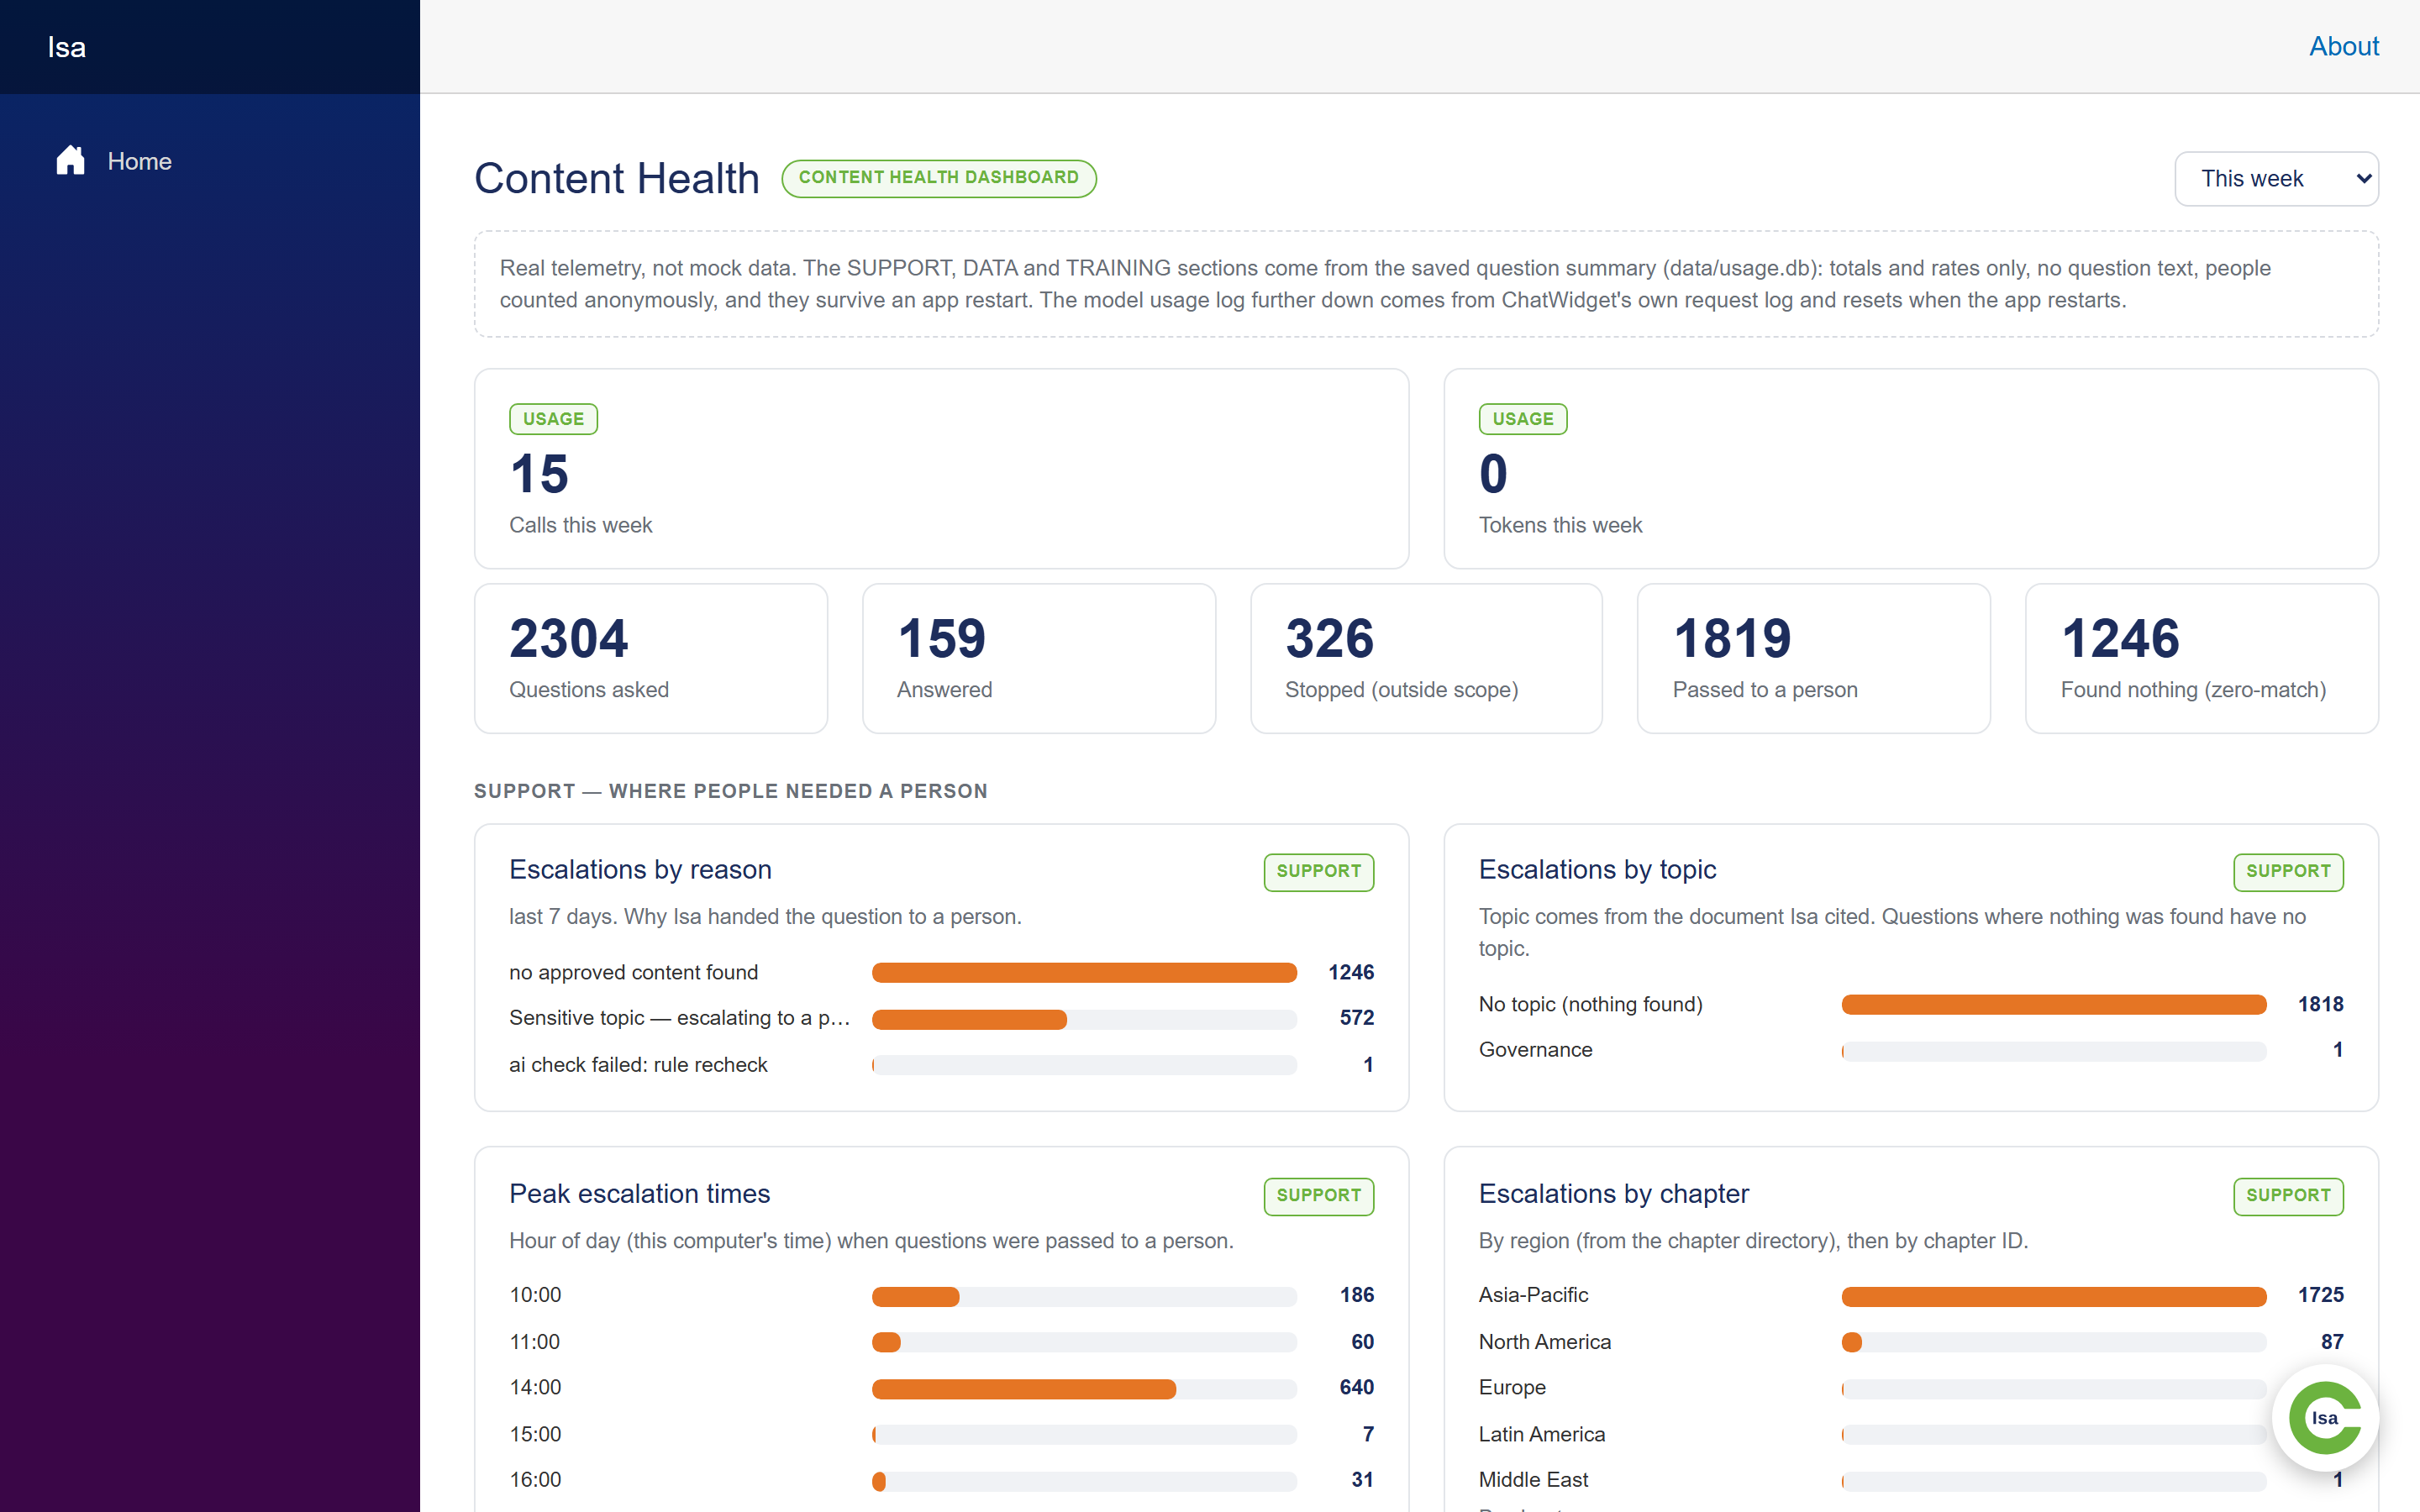 Isa
About
Home
Content Health
CONTENT HEALTH DASHBOARD
This week
Real telemetry, not mock data. The SUPPORT, DATA and TRAINING sections come from the saved question summary (data/usage.db): totals and rates only, no question text, people
counted anonymously, and they survive an app restart. The model usage log further down comes from ChatWidget's own request log and resets when the app restarts.
USAGE
15
Calls this week
USAGE
0
Tokens this week
2304
Questions asked
159
Answered
326
Stopped (outside scope)
1819
Passed to a person
1246
Found nothing (zero-match)
SUPPORT — WHERE PEOPLE NEEDED A PERSON
Escalations by reason
SUPPORT
last 7 days. Why Isa handed the question to a person.
no approved content found 1246
Sensitive topic — escalating to a p… 572
ai check failed: rule recheck 1
Escalations by topic
SUPPORT
Topic comes from the document Isa cited. Questions where nothing was found have no
topic.
No topic (nothing found) 1818
Governance 1
Peak escalation times
SUPPORT
Hour of day (this computer's time) when questions were passed to a person.
10:00 186
11:00 60
14:00 640
15:00 7
16:00 31
Escalations by chapter
SUPPORT
By region (from the chapter directory), then by chapter ID.
Asia-Pacific 1725
North America 87
Europe
Latin America
Middle East 1
Isa